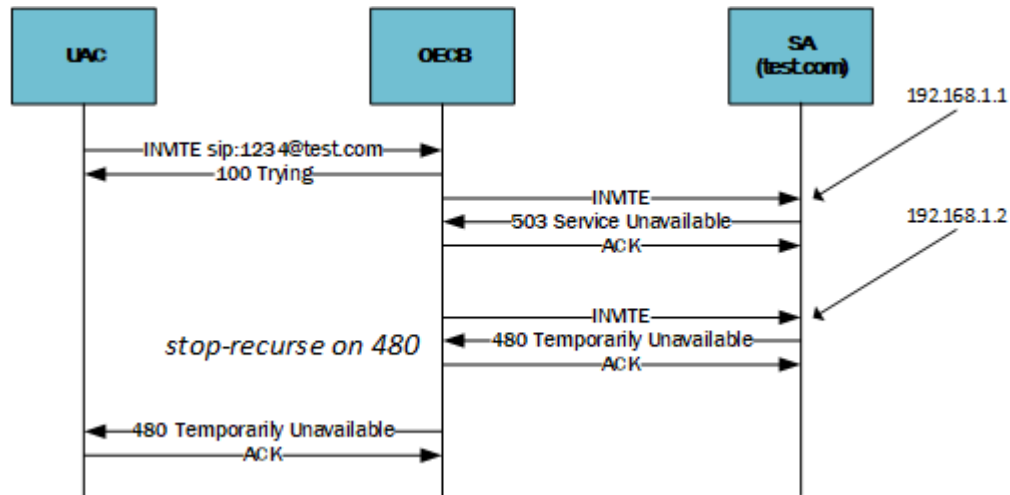 UAC
OECB
SA
(test.com)
192.168.1.1
INVITE sip:1234@test.com
100 Trying
INVITE
503 Service Unavailable
192.168.1.2
ACK
INVITE
stop-recurse on 480
480 Temporarily Unavailable
ACK
480 Temporarily Unavailable
ACK